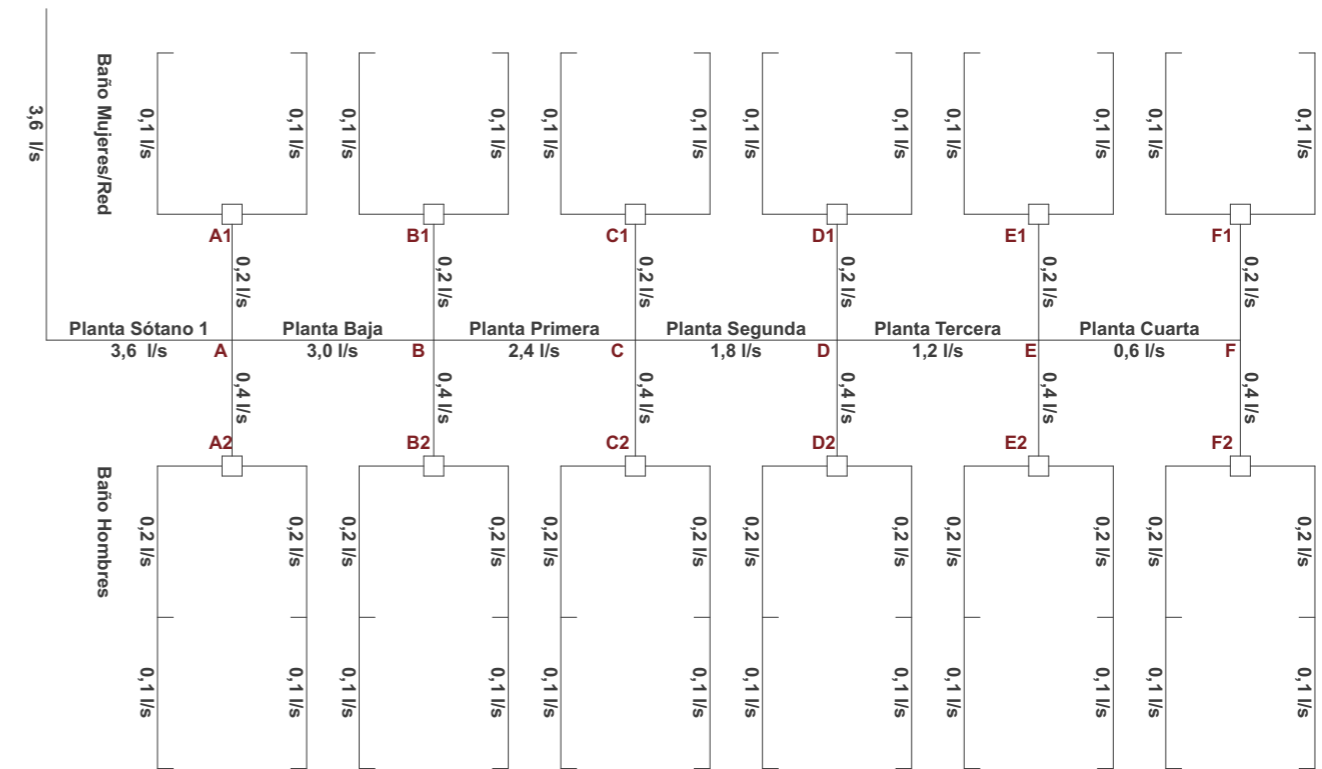 3,6 l/s
Baño Mujeres/Red
0,1 l/s
0,1 l/s
0,1 l/s
0,1 l/s
0,1 l/s
0,1 l/s
0,1 l/s
0,1 l/s
0,1 l/s
0,1 l/s
0,1 l/s
0,1 l/s
A1
B1
C1
D1
E1
F1
0,2 l/s
0,2 l/s
0,2 l/s
0,2 l/s
0,2 l/s
0,2 l/s
Planta Sótano 1
Planta Baja
Planta Primera
Planta Segunda
Planta Tercera
Planta Cuarta
3,6 l/s
A
3,0 l/s
B
2,4 l/s
C
1,8 l/s
D
1,2 l/s
E
0,6 l/s
F
0,4 l/s
0,4 l/s
0,4 l/s
0,4 l/s
0,4 l/s
0,4 l/s
A2
B2
C2
D2
E2
F2
Baño Hombres
0,2 l/s
0,2 l/s
0,2 l/s
0,2 l/s
0,2 l/s
0,2 l/s
0,2 l/s
0,2 l/s
0,2 l/s
0,2 l/s
0,2 l/s
0,2 l/s
0,1 l/s
0,1 l/s
0,1 l/s
0,1 l/s
0,1 l/s
0,1 l/s
0,1 l/s
0,1 l/s
0,1 l/s
0,1 l/s
0,1 l/s
0,1 l/s